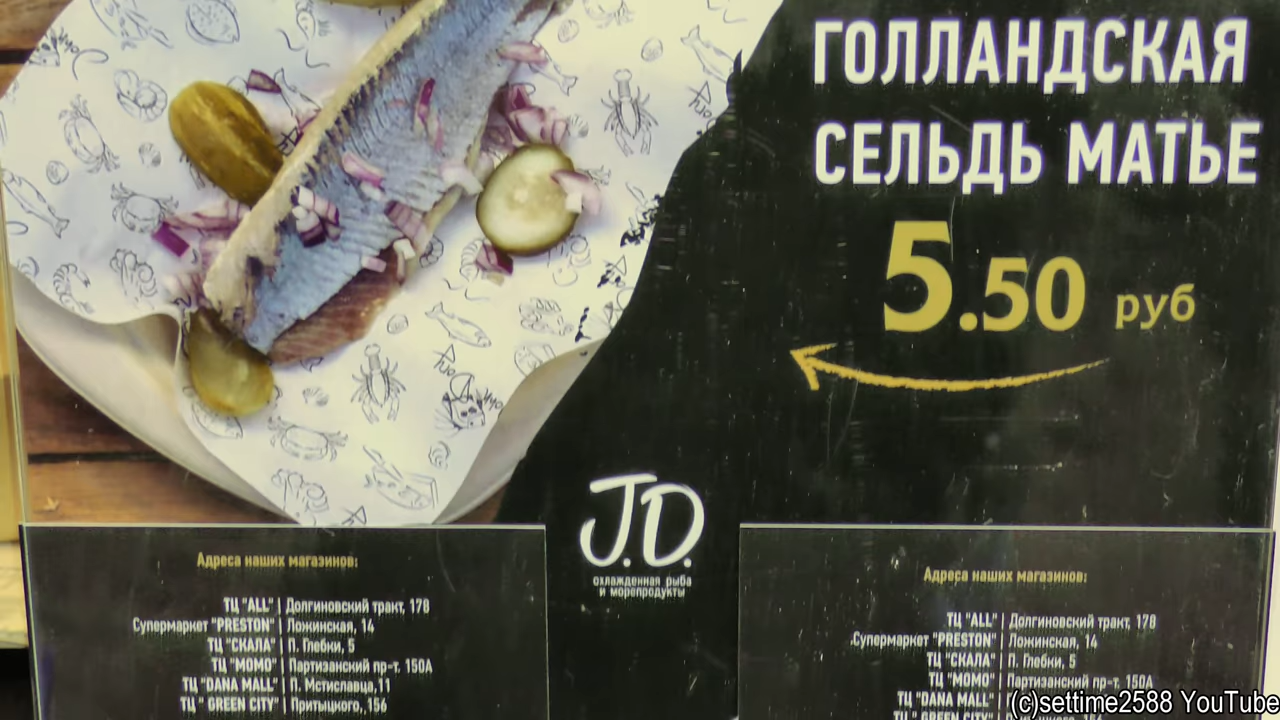 ГОЛЛАНДСКАЯ
СЕЛЬДЬ МАТЬЕ
5.50 руб
J.D.
охлажденная рыба
и морепродукты
Адреса наших магазинов:
ТЦ "ALL" | Долгиновский тракт, 178
Супермаркет "PRESTON" | Ложинская, 14
ТЦ "СКАЛА" | П. Глебки, 5
ТЦ "МОМО" | Партизанский пр-т, 150А
ТЦ "DANA MALL" | П. Мстиславца,11
ТЦ " GREEN CITY" | Притыцкого,156
Адреса наших магазинов:
ТЦ "ALL" | Долгиновский тракт, 178
Супермаркет "PRESTON" | Ложинская, 14
ТЦ "СКАЛА" | П. Глебки, 5
ТЦ "МОМО" | Партизанский пр-т, 150А
ТЦ "DANA MALL"
ТЦ " GREEN CITY"
(c)settime2588 YouTube